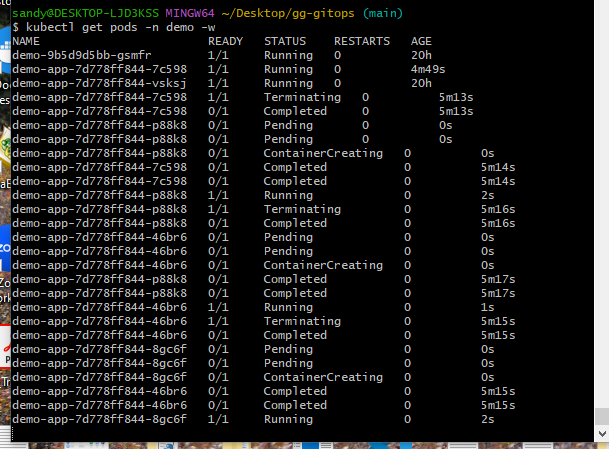 sandy@DESKTOP-LJD3KSS MINGW64 ~/Desktop/gg-gitops (main)
$ kubectl get pods -n demo -w
NAME READY STATUS RESTARTS AGE
demo-9b5d9d5bb-gsmfr 1/1 Running 0 20h
demo-app-7d778ff844-7c598 1/1 Running 0 4m49s
demo-app-7d778ff844-vsksj 1/1 Running 0 20h
demo-app-7d778ff844-7c598 1/1 Terminating 0 5m13s
demo-app-7d778ff844-7c598 0/1 Completed 0 5m13s
demo-app-7d778ff844-p88k8 0/1 Pending 0 0s
demo-app-7d778ff844-p88k8 0/1 Pending 0 0s
demo-app-7d778ff844-p88k8 0/1 ContainerCreating 0 0s
demo-app-7d778ff844-7c598 0/1 Completed 0 5m14s
demo-app-7d778ff844-7c598 0/1 Completed 0 5m14s
demo-app-7d778ff844-p88k8 1/1 Running 0 2s
demo-app-7d778ff844-p88k8 1/1 Terminating 0 5m16s
demo-app-7d778ff844-p88k8 0/1 Completed 0 5m16s
demo-app-7d778ff844-46br6 0/1 Pending 0 0s
demo-app-7d778ff844-46br6 0/1 Pending 0 0s
demo-app-7d778ff844-46br6 0/1 ContainerCreating 0 0s
demo-app-7d778ff844-p88k8 0/1 Completed 0 5m17s
demo-app-7d778ff844-p88k8 0/1 Completed 0 5m17s
demo-app-7d778ff844-46br6 1/1 Running 0 1s
demo-app-7d778ff844-46br6 1/1 Terminating 0 5m15s
demo-app-7d778ff844-46br6 0/1 Completed 0 5m15s
demo-app-7d778ff844-8gc6f 0/1 Pending 0 0s
demo-app-7d778ff844-8gc6f 0/1 Pending 0 0s
demo-app-7d778ff844-8gc6f 0/1 ContainerCreating 0 0s
demo-app-7d778ff844-46br6 0/1 Completed 0 5m15s
demo-app-7d778ff844-46br6 0/1 Completed 0 5m15s
demo-app-7d778ff844-8gc6f 1/1 Running 0 2s